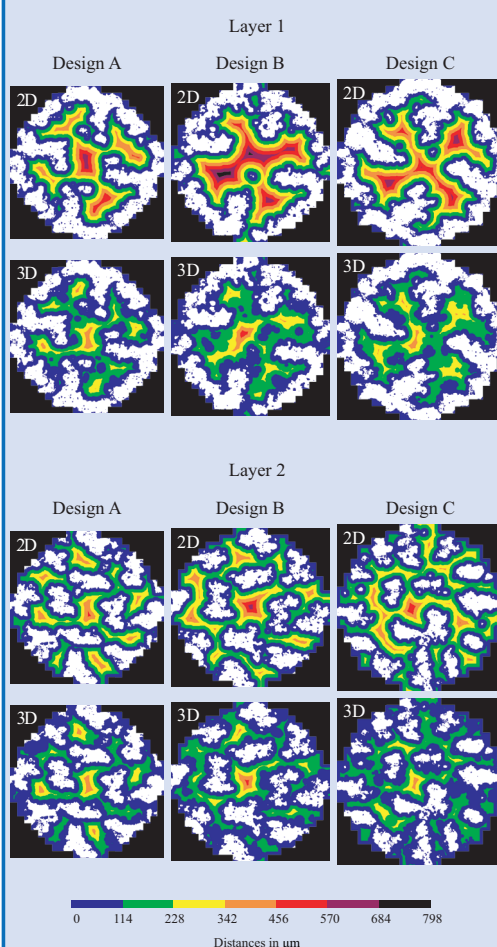 Layer 1
Design A Design B Design C
2D 2D 2D
3D 3D 3D
Layer 2
Design A Design B Design C
2D 2D 2D
3D 3D 3D
0 114 228 342 456 570 684 798
Distances in µm